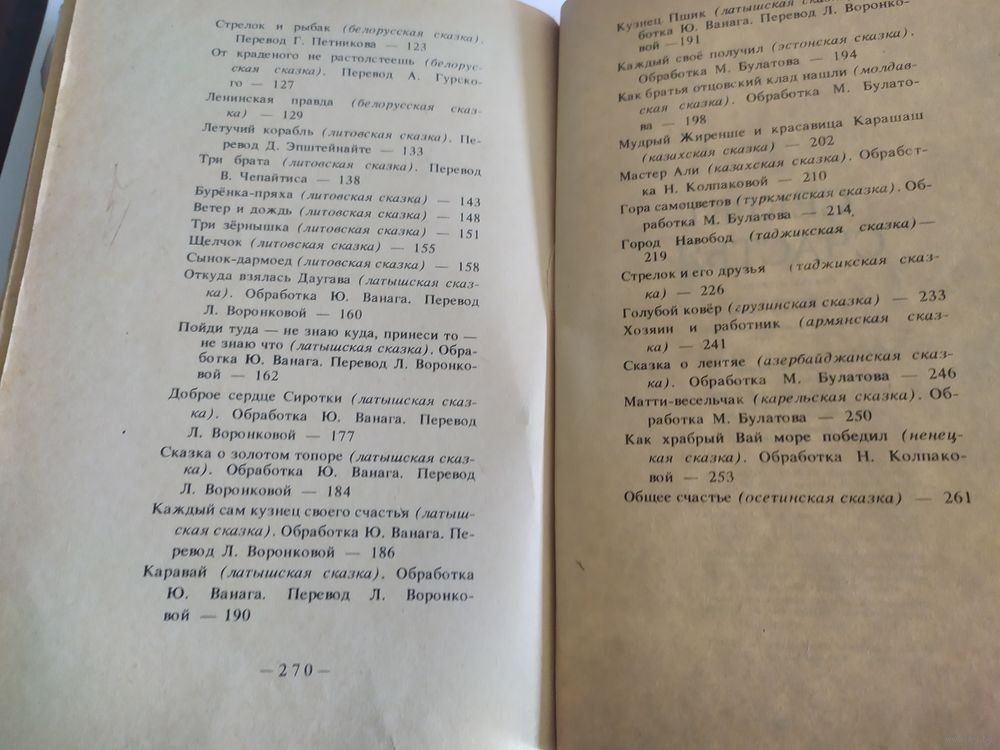 Стрелок и рыбак (белорусская сказка).
Перевод Г. Петникова — 123
От краденого не растолстеешь (белорус-
ская сказка). Перевод А. Гурско-
го — 127
Ленинская правда (белорусская сказ-
ка) — 129
Летучий корабль (литовская сказка). Пе-
ревод Д. Эпштейнайте — 133
Три брата (литовская сказка). Перевод
В. Чепайтиса — 138
Бурёнка-пряха (литовская сказка) — 143
Ветер и дождь (литовская сказка) — 148
Три зёрнышка (литовская сказка) — 151
Щелчок (литовская сказка) — 155
Сынок-дармоед (литовская сказка) — 158
Откуда взялась Даугава (латышская сказ-
ка). Обработка Ю. Ванага. Перевод
Л. Воронковой — 160
Пойди туда — не знаю куда, принеси то —
не знаю что (латышская сказка). Обра-
ботка Ю. Ванага. Перевод Л. Воронко-
вой — 162
Доброе сердце Сиротки (латышская сказ-
ка). Обработка Ю. Ванага. Перевод
Л. Воронковой — 177
Сказка о золотом топоре (латышская сказ-
ка). Обработка Ю. Ванага. Перевод
Л. Воронковой — 184
Каждый сам кузнец своего счастья (латыш-
ская сказка). Обработка Ю. Ванага. Пе-
ревод Л. Воронковой — 186
Каравай (латышская сказка). Обработка
Ю. Ванага. Перевод Л. Воронко-
вой — 190
— 270 —
Кузнец Пшик (латышская
ботка Ю. Ванага. Перевод Л. Воронко-
вой —191
Каждый своё получил (эстонская сказка).
Обработка М. Булатова — 194
Как братья отцовский клад нашли (молдав-
ская сказка). Обработка М. Булато-
ва — 198
Мудрый Жиренше и красавица Карашаш
(казахская сказка) — 202
Мастер Али (казахская сказка). Обработ-
ка Н. Колпаковой — 210
Гора самоцветов (туркменская сказка). Об-
работка М. Булатова — 214
Город Навобод (таджикская сказка)—
219
Стрелок и его друзья (таджикская сказ-
ка) — 226
Голубой ковёр (грузинская сказка) — 233
Хозяин и работник (армянская сказ-
ка) — 241
Сказка о лентяе (азербайджанская сказ-
ка). Обработка М. Булатова — 246
Матти-весельчак (карельская сказка). Об-
работка М. Булатова — 250
Как храбрый Вай море победил (ненец-
кая сказка). Обработка Н. Колпако-
вой — 253
Общее счастье (осетинская сказка) — 261